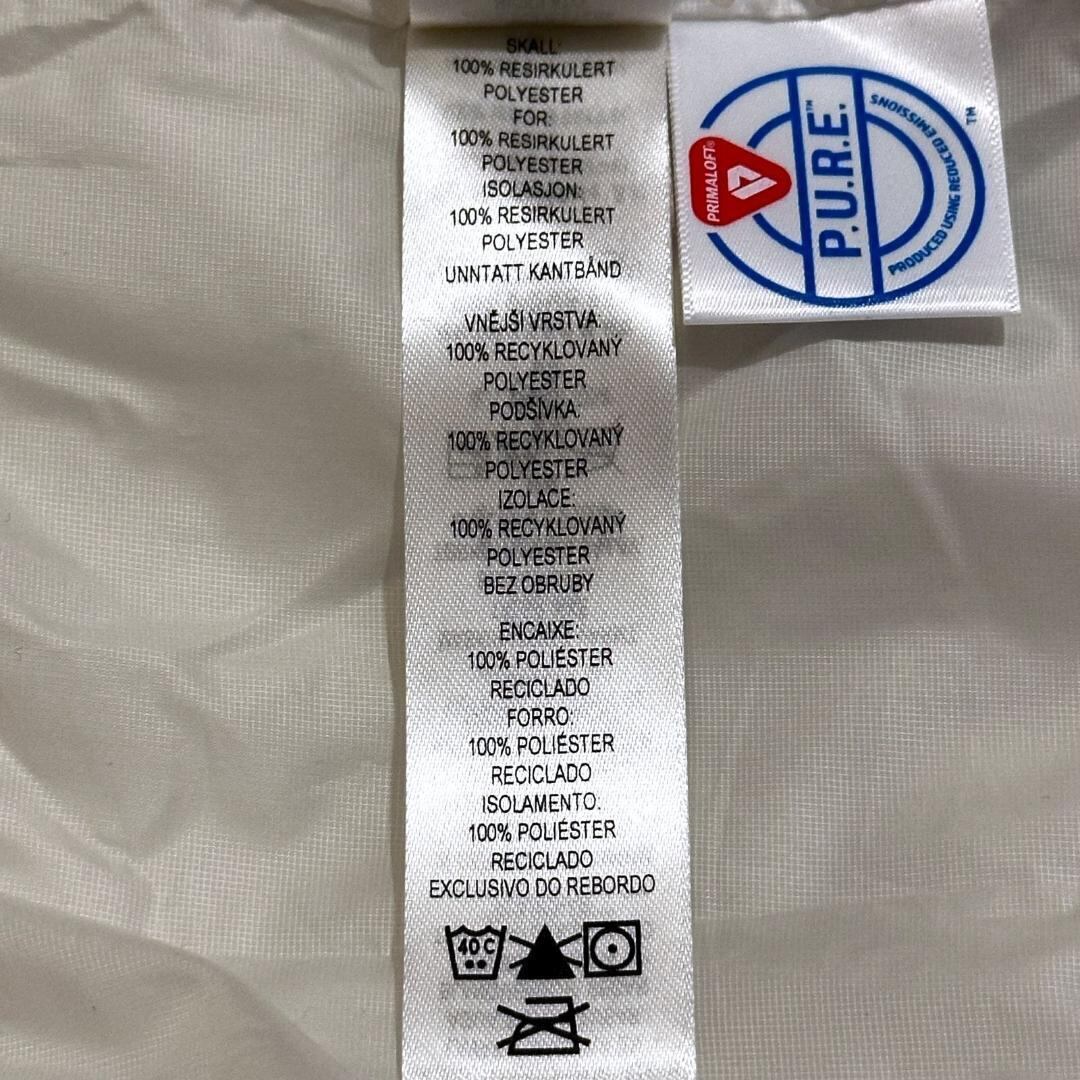 SKALL:
100% RESIRKULERT
POLYESTER
FOR:
100% RESIRKULERT
POLYESTER
ISOLASJON:
100% RESIRKULERT
POLYESTER
UNNTATT KANTBÅND
VNĚJŠÍ VRSTVA:
100% RECYKLOVANÝ
POLYESTER
PODŠÍVKA:
100% RECYKLOVANÝ
POLYESTER
IZOLACE:
100% RECYKLOVANÝ
POLYESTER
BEZ OBRUBY
ENCAIXE:
100% POLIÉSTER
RECICLADO
FORRO:
100% POLIÉSTER
RECICLADO
ISOLAMENTO:
100% POLIÉSTER
RECICLADO
EXCLUSIVO DO REBORDO
40 C
PRIMALOFT®
P.U.R.E.™
PRODUCED USING REDUCED EMISSIONS ™